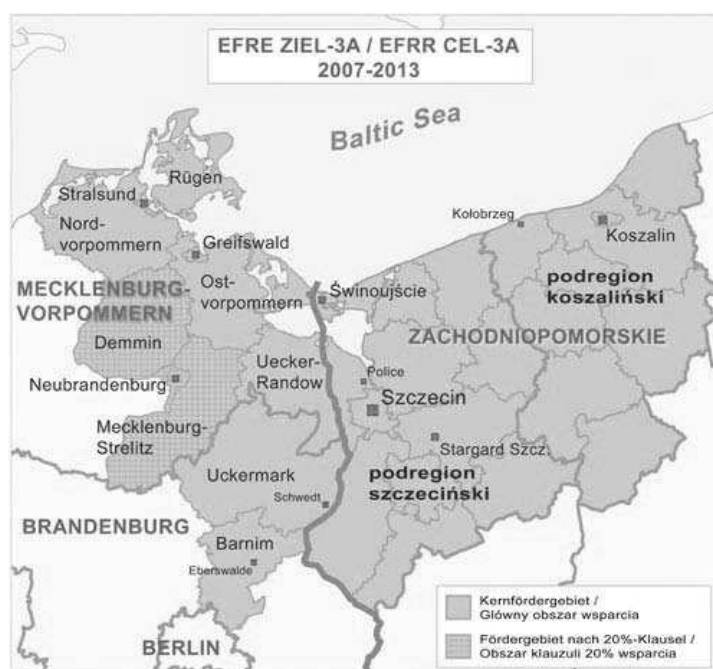 EFRE ZIEL-3A / EFRR CEL-3A
2007-2013
Baltic Sea
Rügen
Stralsund
Nord-
vorpommern
Greifswald
Kołobrzeg
Koszalin
podregion
koszaliński
MECKLENBURG-
VORPOMMERN
Ost-
vorpommern
Świnoujście
ZACHODNIOPOMORSKIE
Demmin
Uecker-
Randow
Neubrandenburg
Police
Szczecin
Mecklenburg-
Strelitz
Stargard Szcz.
Uckermark
podregion
szczeciński
Schwedt
BRANDENBURG
Barnim
Eberswalde
BERLIN
Kernfördergebiet /
Główny obszar wsparcia
Fördergebiet nach 20%-Klausel /
Obszar klauzuli 20% wsparcia